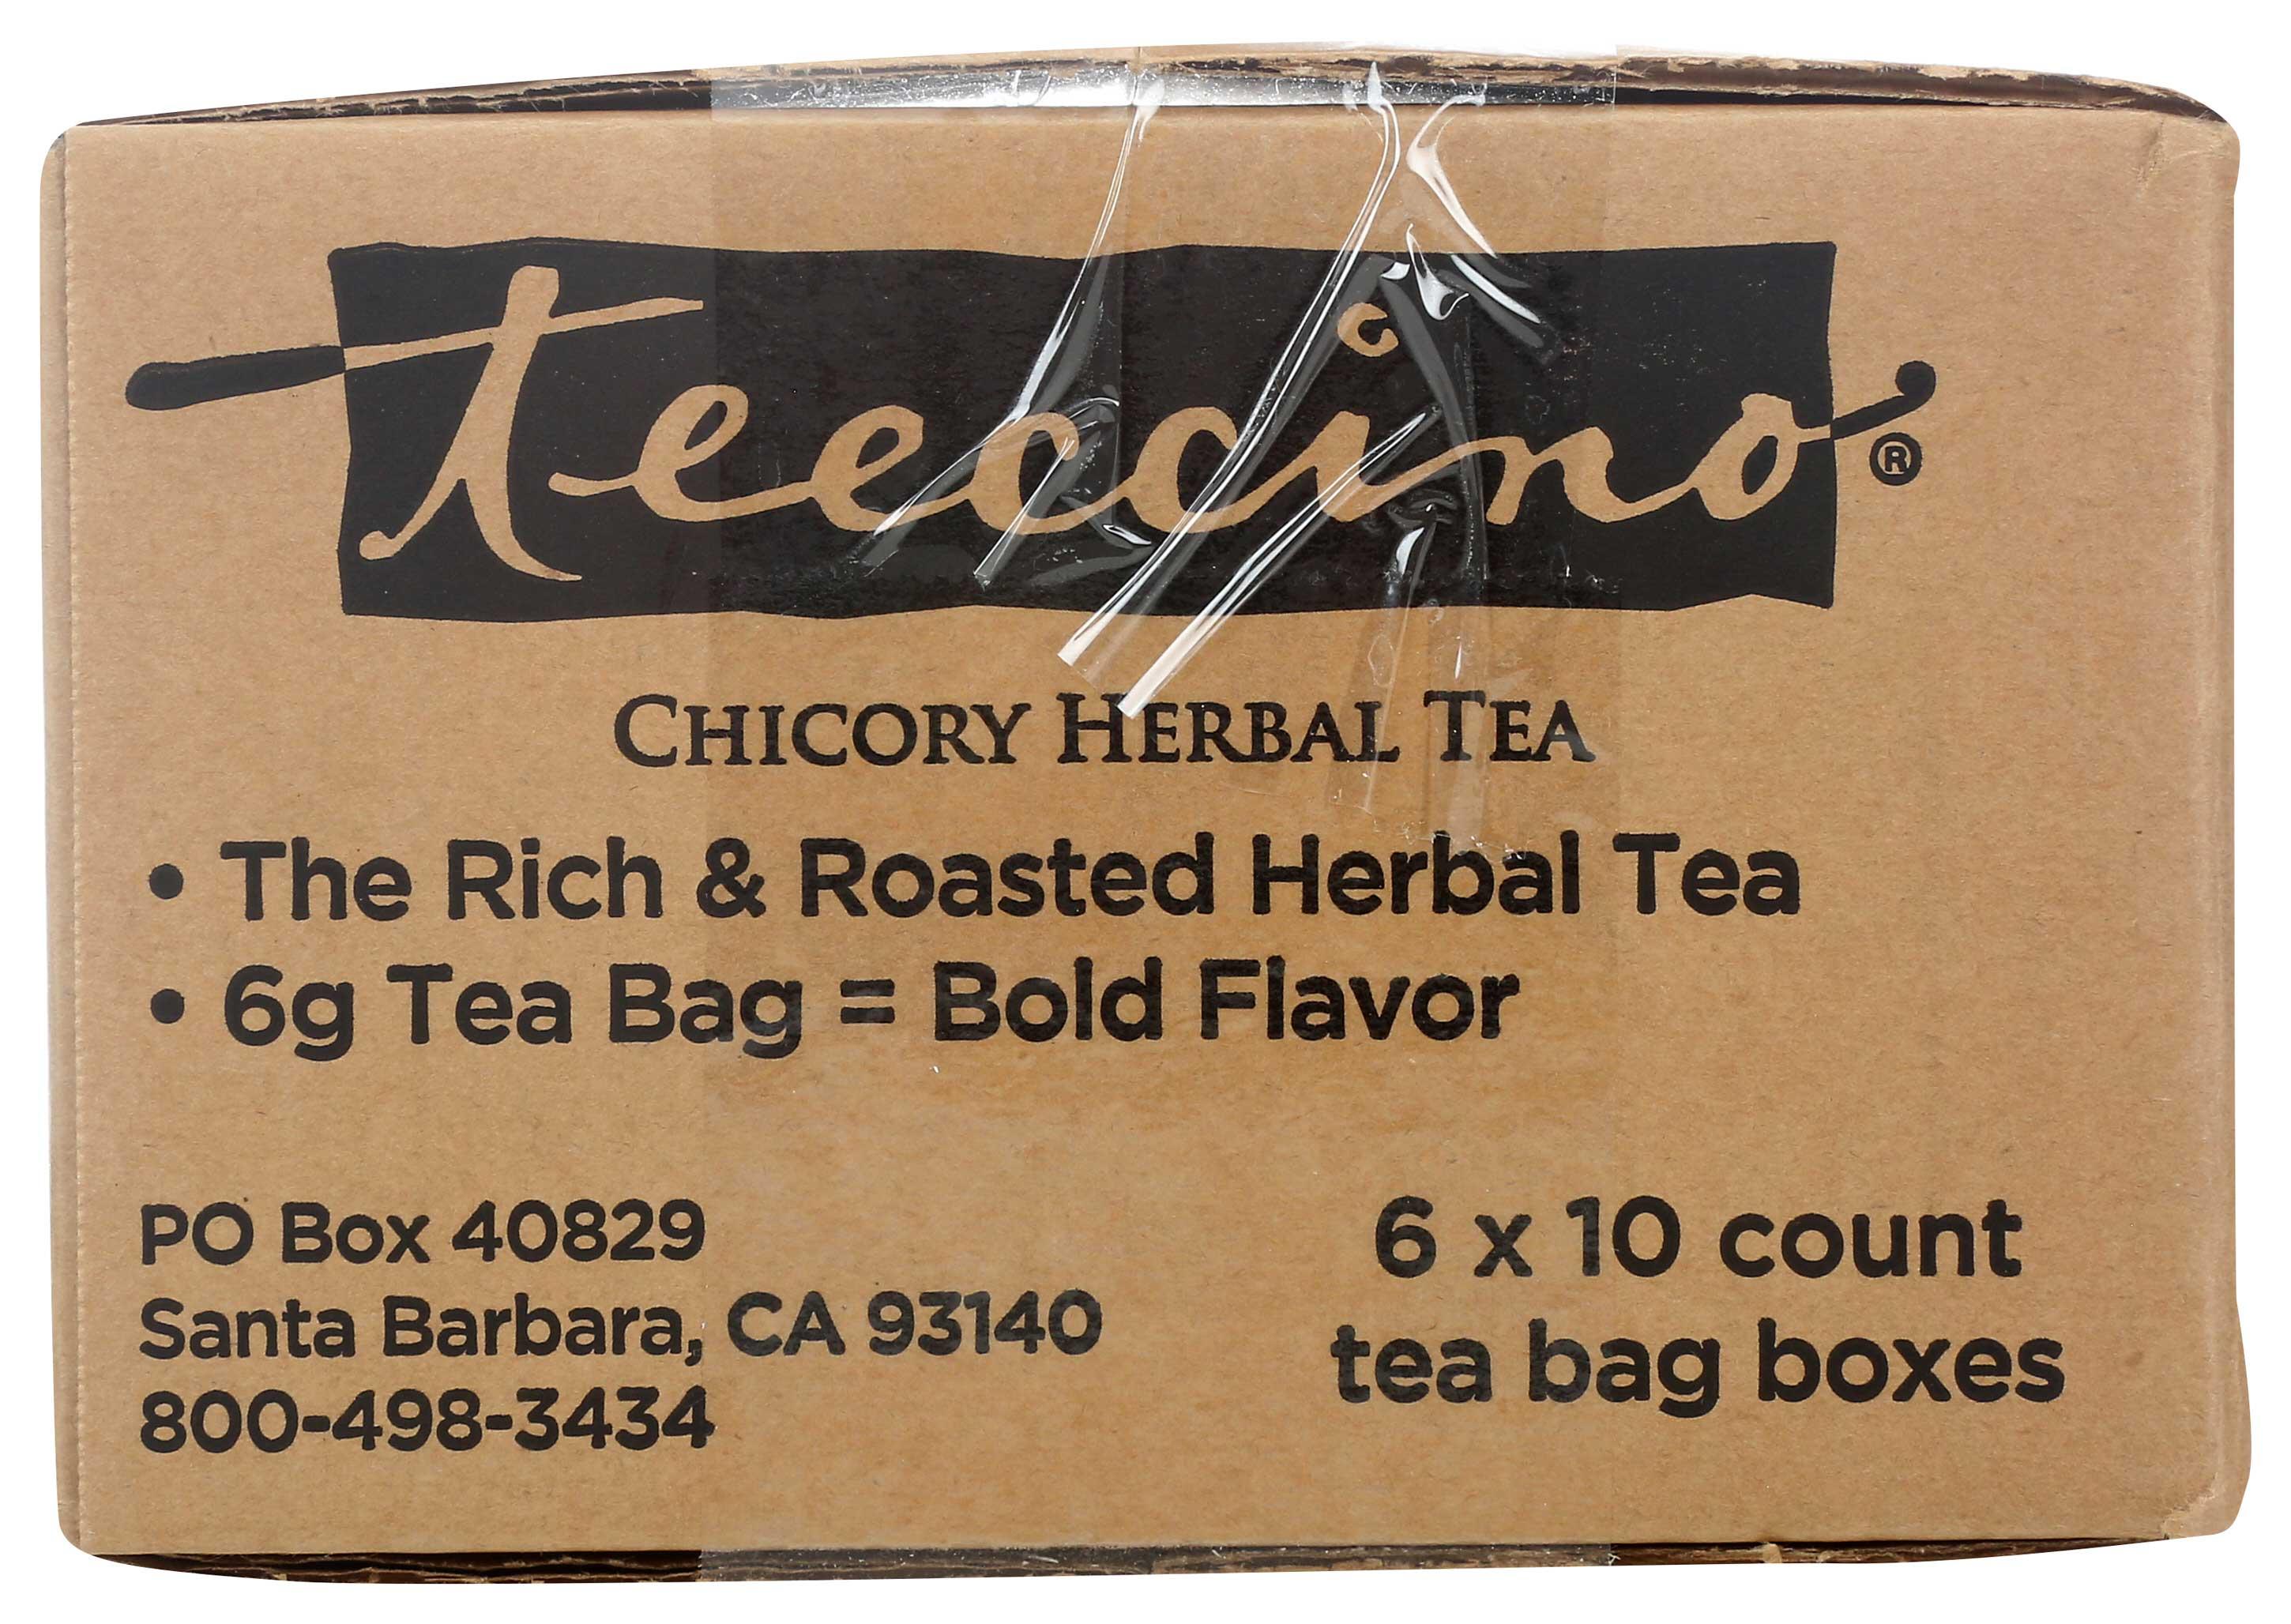 teeccino®
CHICORY HERBAL TEA
• The Rich & Roasted Herbal Tea
• 6g Tea Bag = Bold Flavor
PO Box 40829
Santa Barbara, CA 93140
800-498-3434
6 x 10 count
tea bag boxes